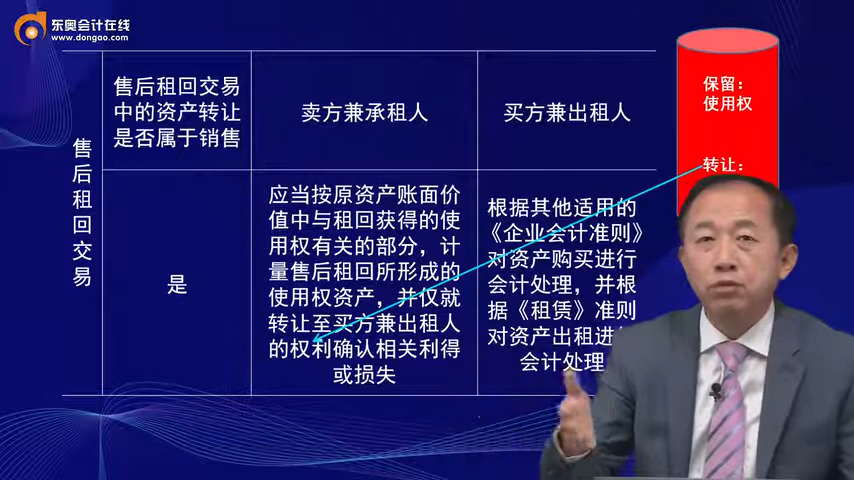 东奥会计在线
www.dongao.com
售后租回交易
售后租回交易
中的资产转让
是否属于销售
卖方兼承租人
买方兼出租人
是
应当按原资产账面价
值中与租回获得的使
用权有关的部分，计
量售后租回所形成的
使用权资产，并仅就
转让至买方兼出租人
的权利确认相关利得
或损失
根据其他适用的
《企业会计准则》
对资产购买进行
会计处理，并根
据《租赁》准则
对资产出租进
会计处理
保留：
使用权
转让：